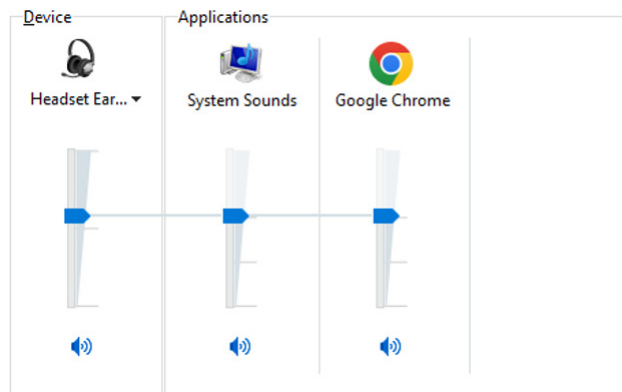 Device
Applications
Headset Ear...
System Sounds
Google Chrome